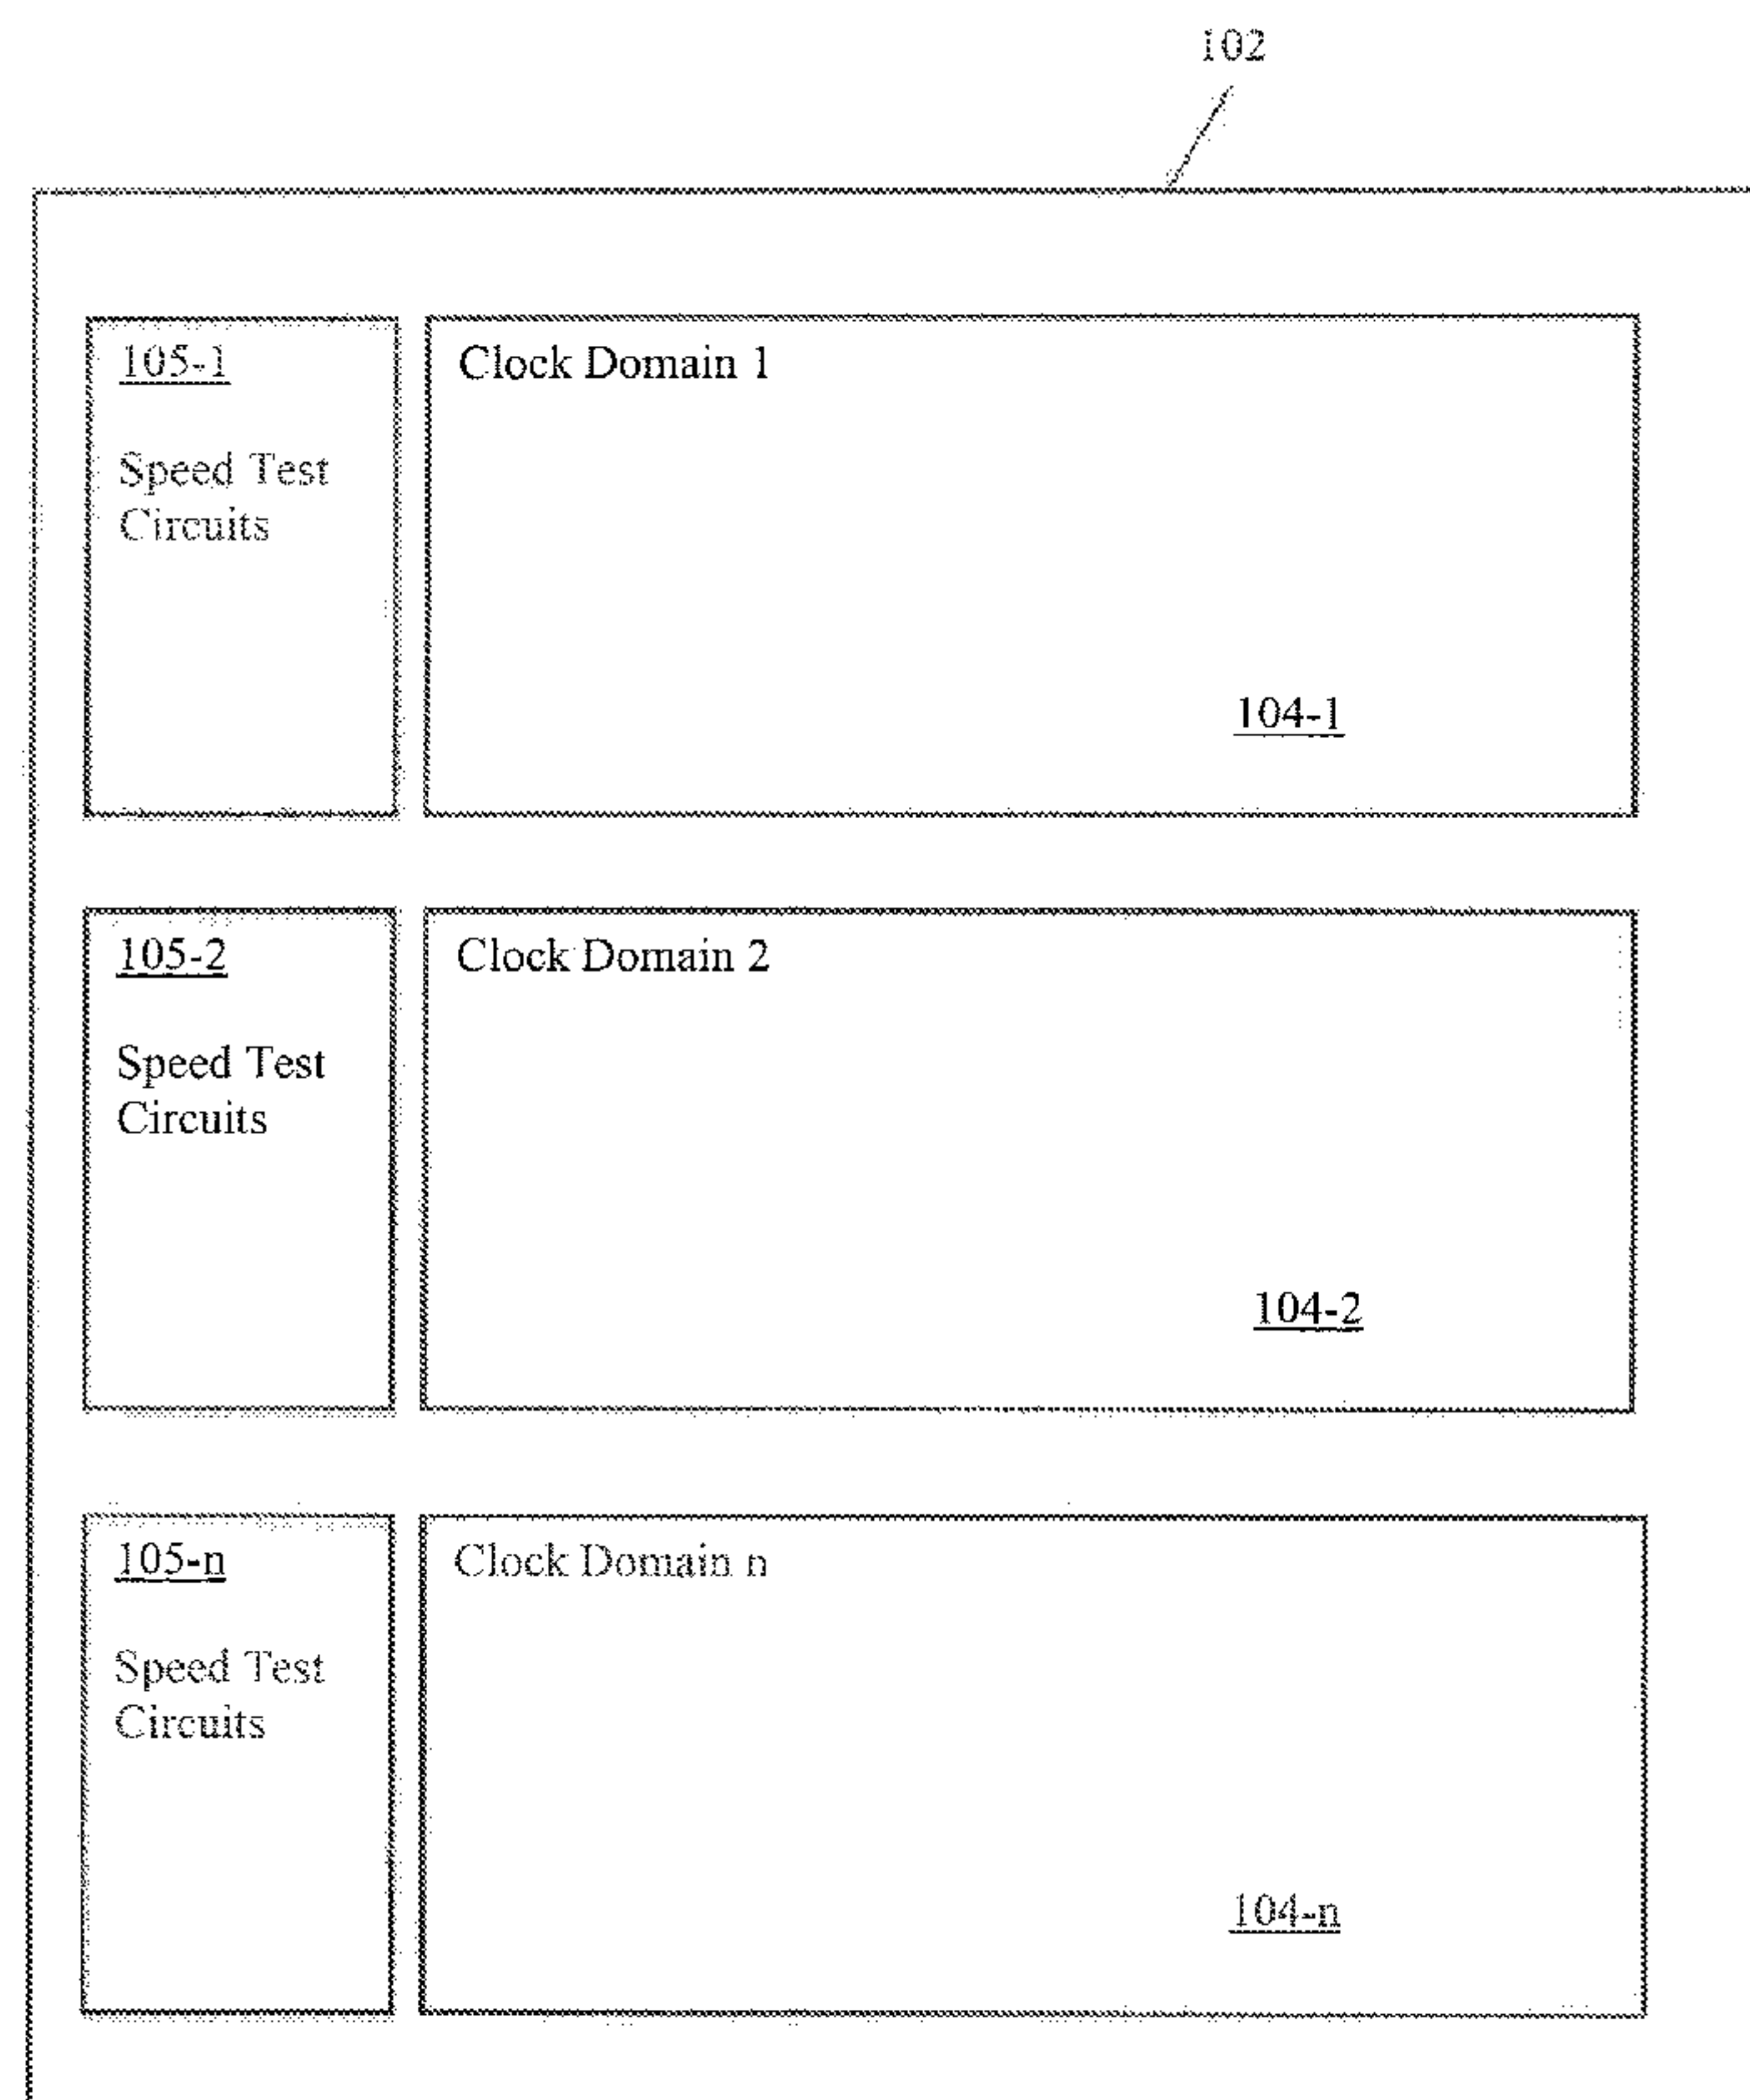 102
105-1
Clock Domain 1
Speed Test
Circuits
104-1
105-2
Clock Domain 2
Speed Test
Circuits
104-2
105-n
Clock Domain n
Speed Test
Circuits
104-n